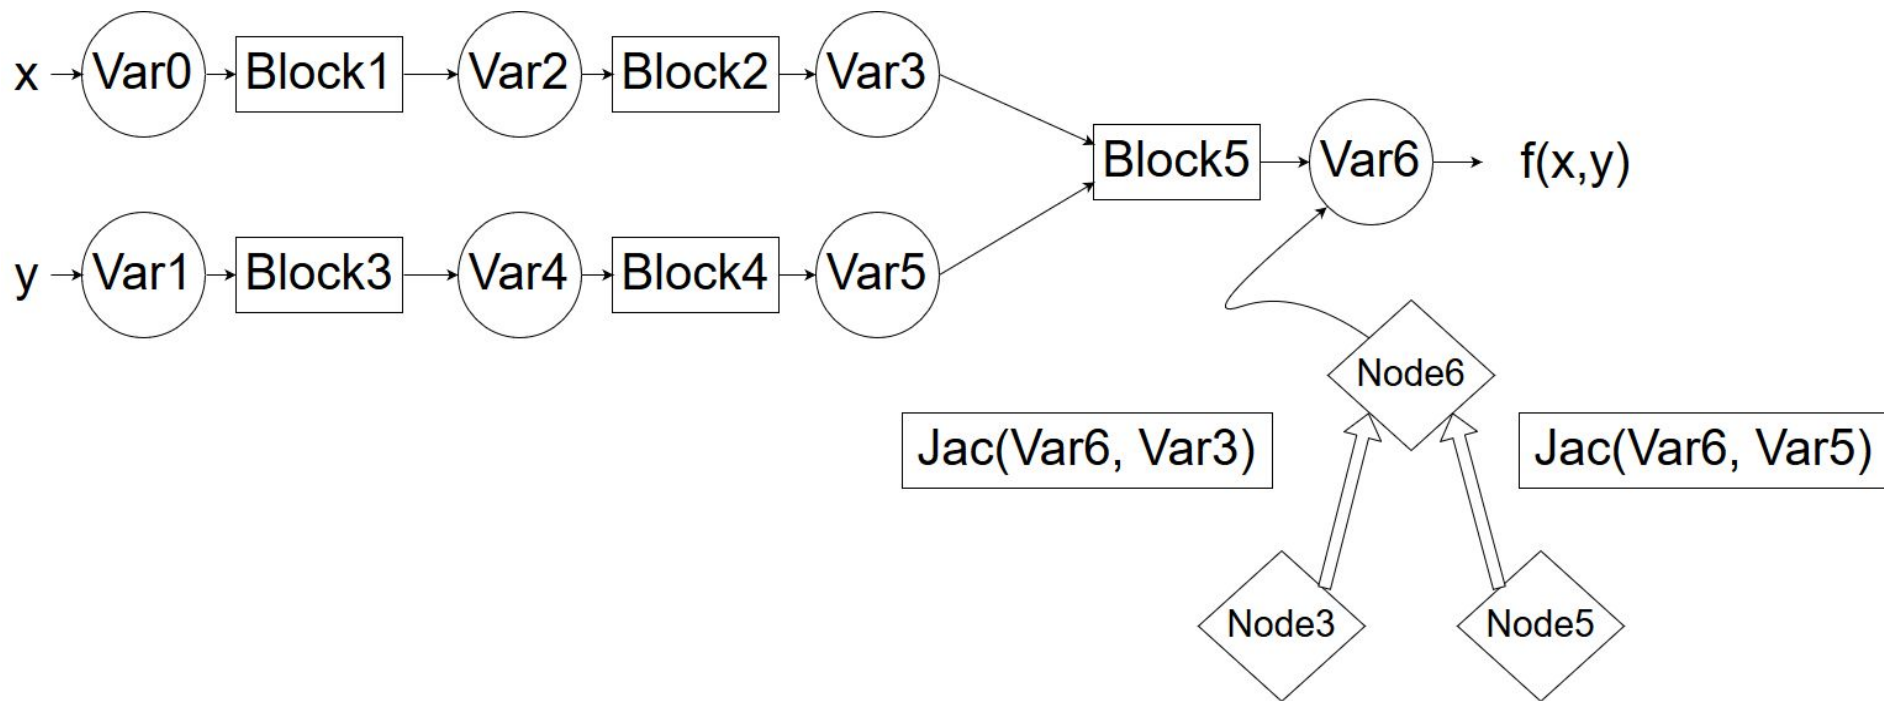 x
Var0
Block1
Var2
Block2
Var3
Block5
Var6
f(x,y)
y
Var1
Block3
Var4
Block4
Var5
Node6
Jac(Var6, Var3)
Jac(Var6, Var5)
Node3
Node5